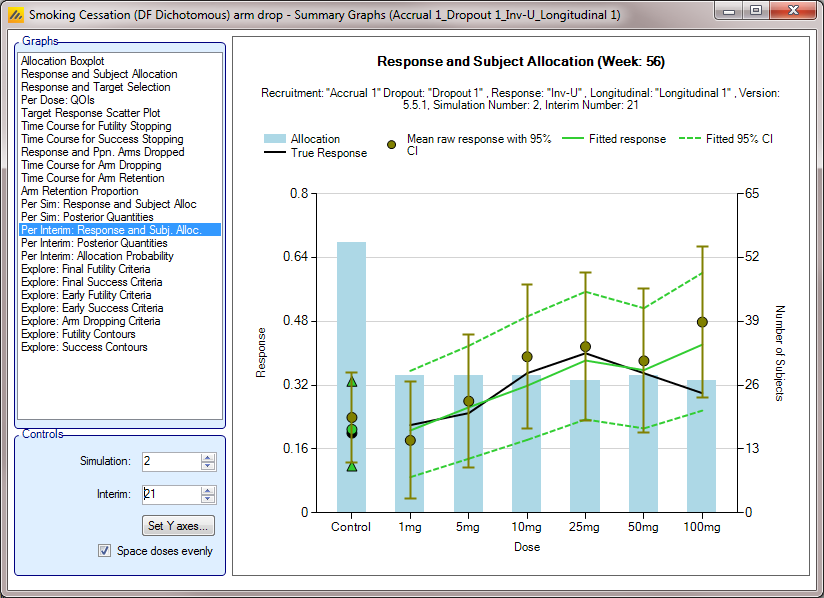 Smoking Cessation (DF Dichotomous) arm drop - Summary Graphs (Accrual 1_Dropout 1_Inv-U_Longitudinal 1)
Graphs
Allocation Boxplot
Response and Subject Allocation
Response and Target Selection
Per Dose: QOIs
Target Response Scatter Plot
Time Course for Futility Stopping
Time Course for Success Stopping
Response and Ppn. Arms Dropped
Time Course for Arm Dropping
Time Course for Arm Retention
Arm Retention Proportion
Per Sim: Response and Subject Alloc
Per Sim: Posterior Quantities
Per Interim: Response and Subj. Alloc.
Per Interim: Posterior Quantities
Per Interim: Allocation Probability
Explore: Final Futility Criteria
Explore: Final Success Criteria
Explore: Early Futility Criteria
Explore: Early Success Criteria
Explore: Arm Dropping Criteria
Explore: Futility Contours
Explore: Success Contours
Controls
Simulation: 2
Interim: 21
Set Y axes...
Space doses evenly
Response and Subject Allocation (Week: 56)
Recruitment: "Accrual 1" Dropout: "Dropout 1" , Response: "Inv-U" , Longitudinal: "Longitudinal 1" , Version:
5.5.1, Simulation Number: 2, Interim Number: 21
Allocation
True Response
Mean raw response with 95%
CI
Fitted response
Fitted 95% CI
0.8
0.64
0.48
0.32
0.16
0
Response
65
52
39
26
13
0
Number of Subjects
Control 1mg 5mg 10mg 25mg 50mg 100mg
Dose